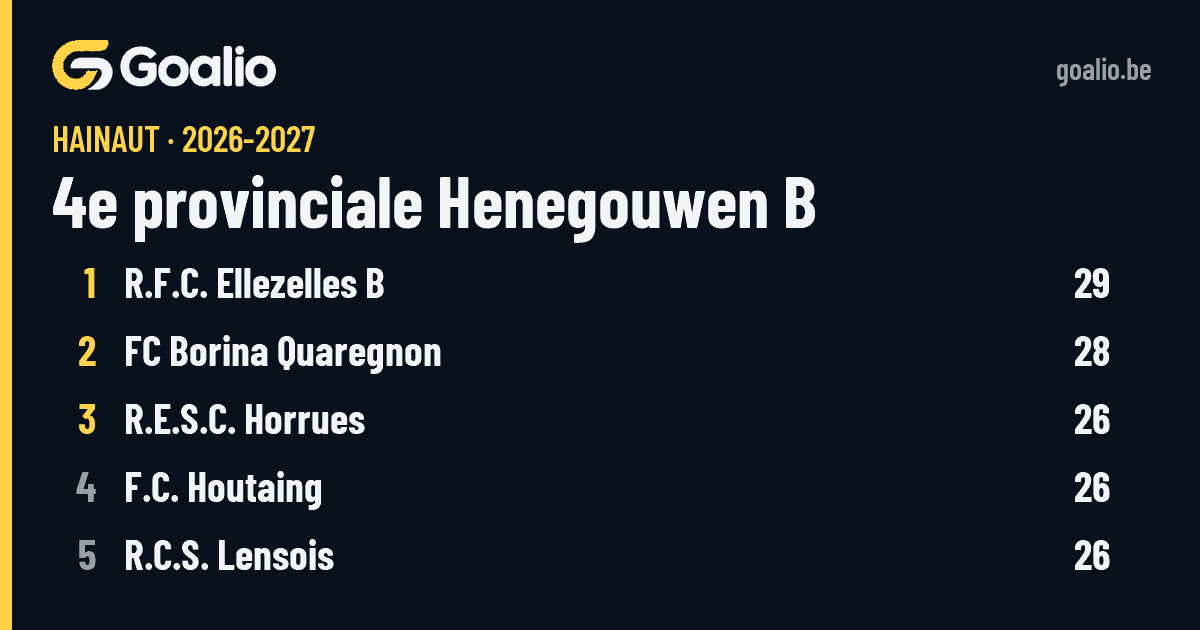 Goalio
goalio.be
HAINAUT · 2026-2027
4e provinciale Henegouwen B
1 R.F.C. Ellezelles B 29
2 FC Borina Quaregnon 28
3 R.E.S.C. Horrues 26
4 F.C. Houtaing 26
5 R.C.S. Lensois 26